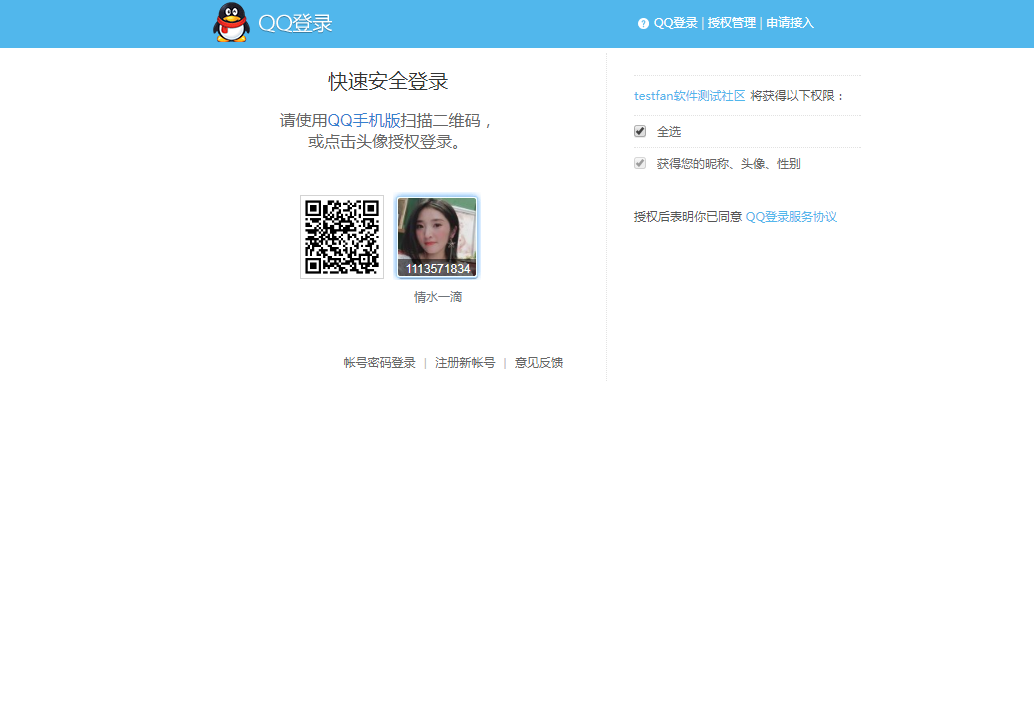 QQ登录
QQ登录 | 授权管理 | 申请接入
快速安全登录
请使用QQ手机版扫描二维码，
或点击头像授权登录。
1113571834
情水一滴
帐号密码登录 | 注册新帐号 | 意见反馈
testfan软件测试社区 将获得以下权限：
全选
获得您的昵称、头像、性别
授权后表明你已同意 QQ登录服务协议